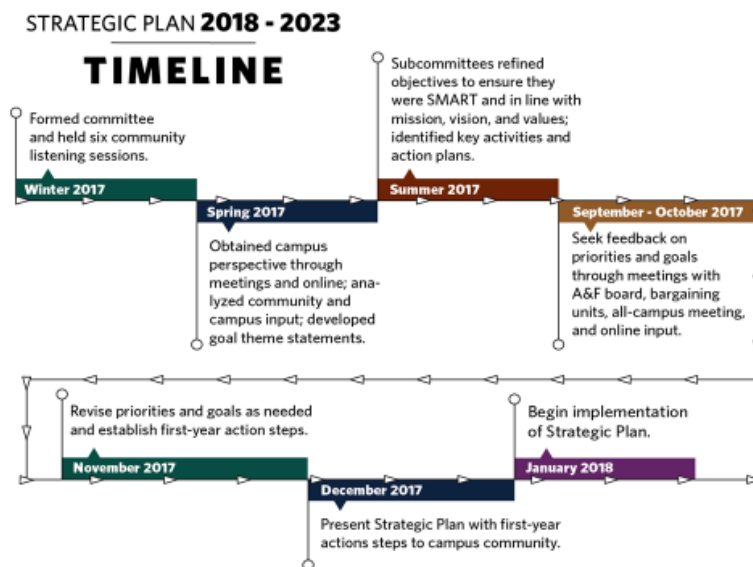 STRATEGIC PLAN 2018 - 2023
TIMELINE
Formed committee
and held six community
listening sessions.
Winter 2017
Spring 2017
Obtained campus
perspective through
meetings and online; ana-
lyzed community and
campus input; developed
goal theme statements.
Subcommittees refined
objectives to ensure they
were SMART and in line with
mission, vision, and values;
identified key activities and
action plans.
Summer 2017
September - October 2017
Seek feedback on
priorities and goals
through meetings with
A&F board, bargaining
units, all-campus meeting,
and online input.
Revise priorities and goals as needed
and establish first-year action steps.
November 2017
December 2017
Present Strategic Plan with first-year
actions steps to campus community.
Begin implementation
of Strategic Plan.
January 2018